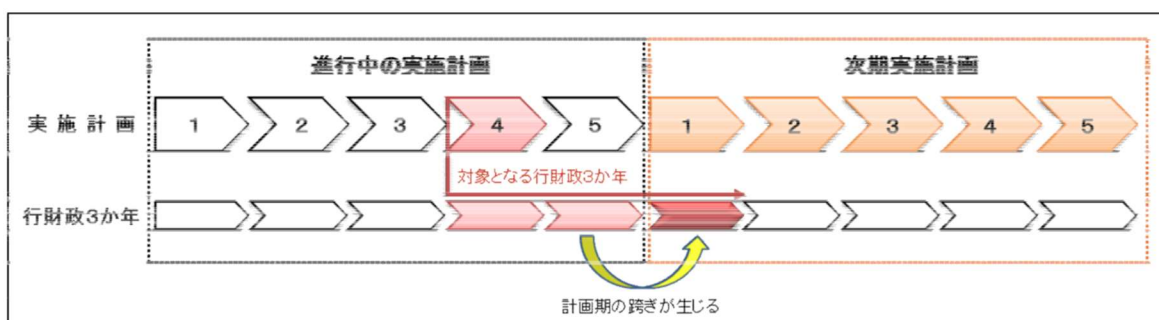 進行中の実施計画 次期実施計画
実施計画 1 2 3 4 5 1 2 3 4 5
対象となる行財政3か年
行財政3か年
計画期の跨ぎが生じる